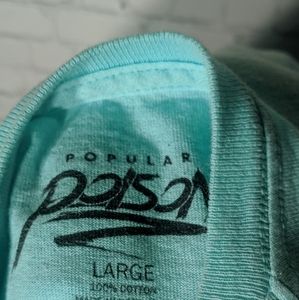 POPULAR
poison
LARGE
100% COTTON